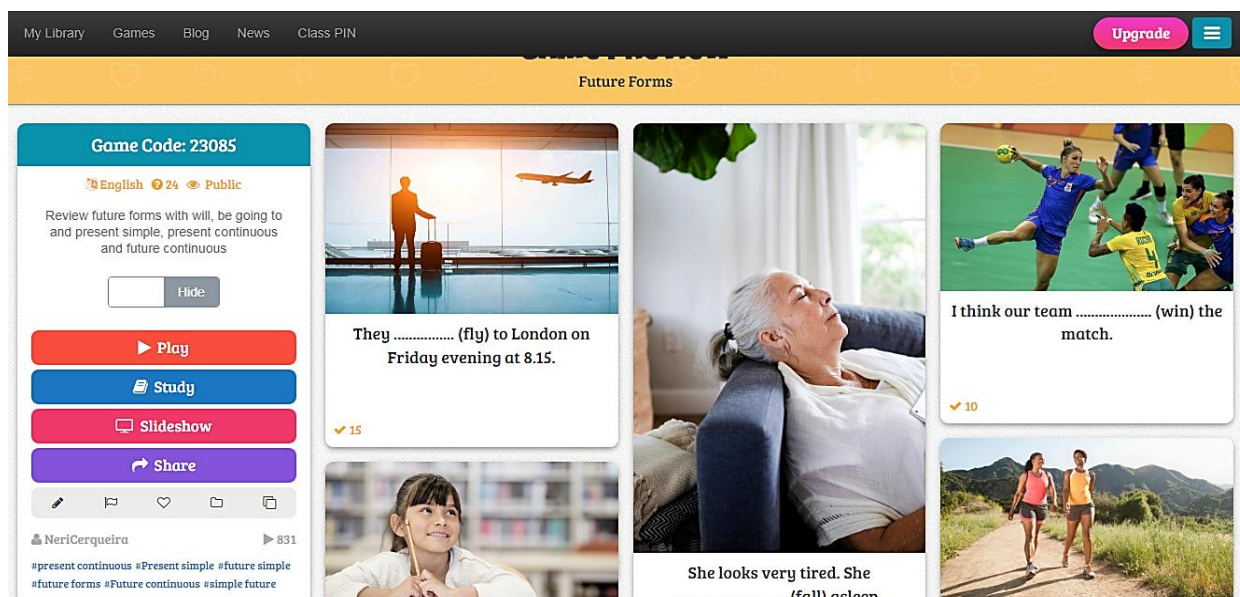 My Library Games Blog News Class PIN Upgrade
Future Forms
Game Code: 23085
English 24 Public
Review future forms with will, be going to
and present simple, present continuous
and future continuous
Hide
Play
Study
Slideshow
Share
NeriCerqueira 831
#present continuous #Present simple #future simple
#future forms #Future continuous #simple future
They ............... (fly) to London on
Friday evening at 8.15.
15
She looks very tired. She
(fall) asleep
I think our team ................... (win) the
match.
10
4